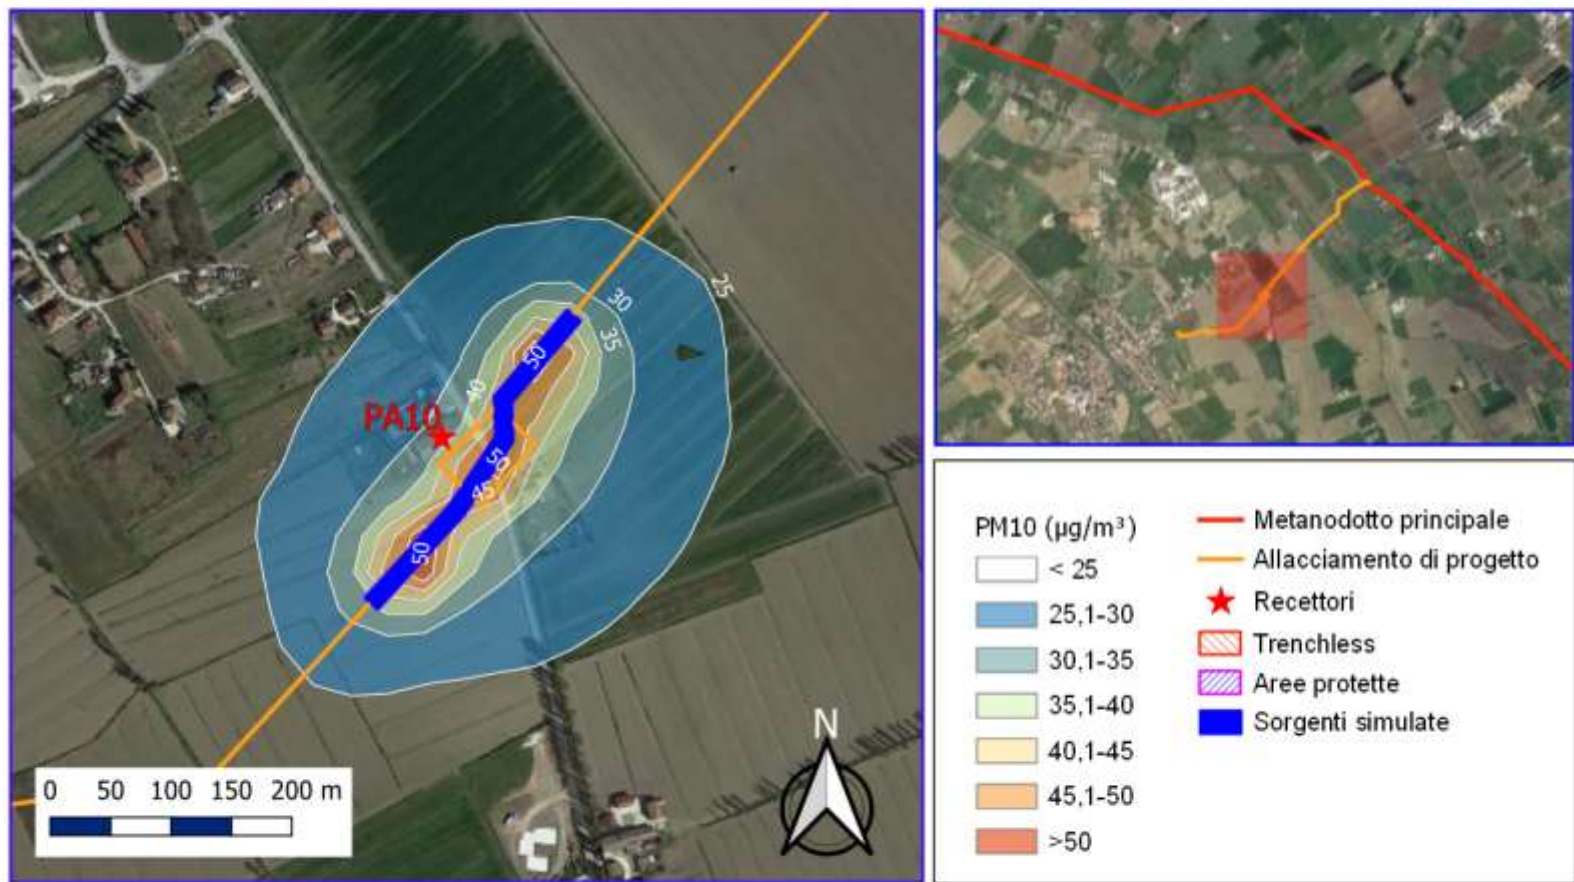 25
30
35
50
40
PA10
50
45
50
N
0 50 100 150 200 m
PM10 (µg/m³)
< 25
25,1-30
30,1-35
35,1-40
40,1-45
45,1-50
>50
Metanodotto principale
Allacciamento di progetto
Recettori
Trenchless
Aree protette
Sorgenti simulate